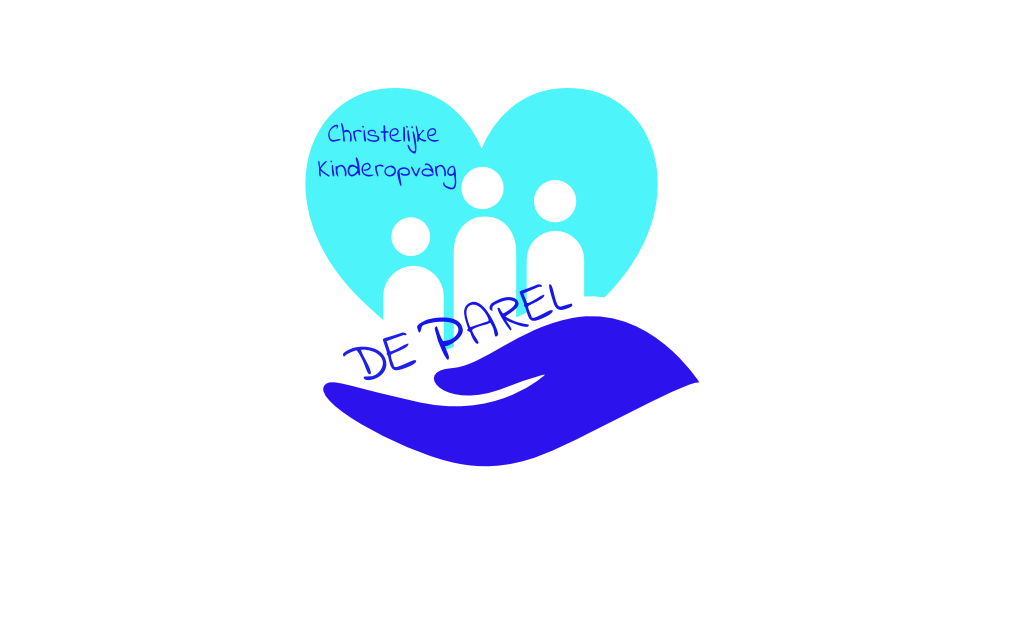 Christelijke
Kinderopvang
DE PAREL